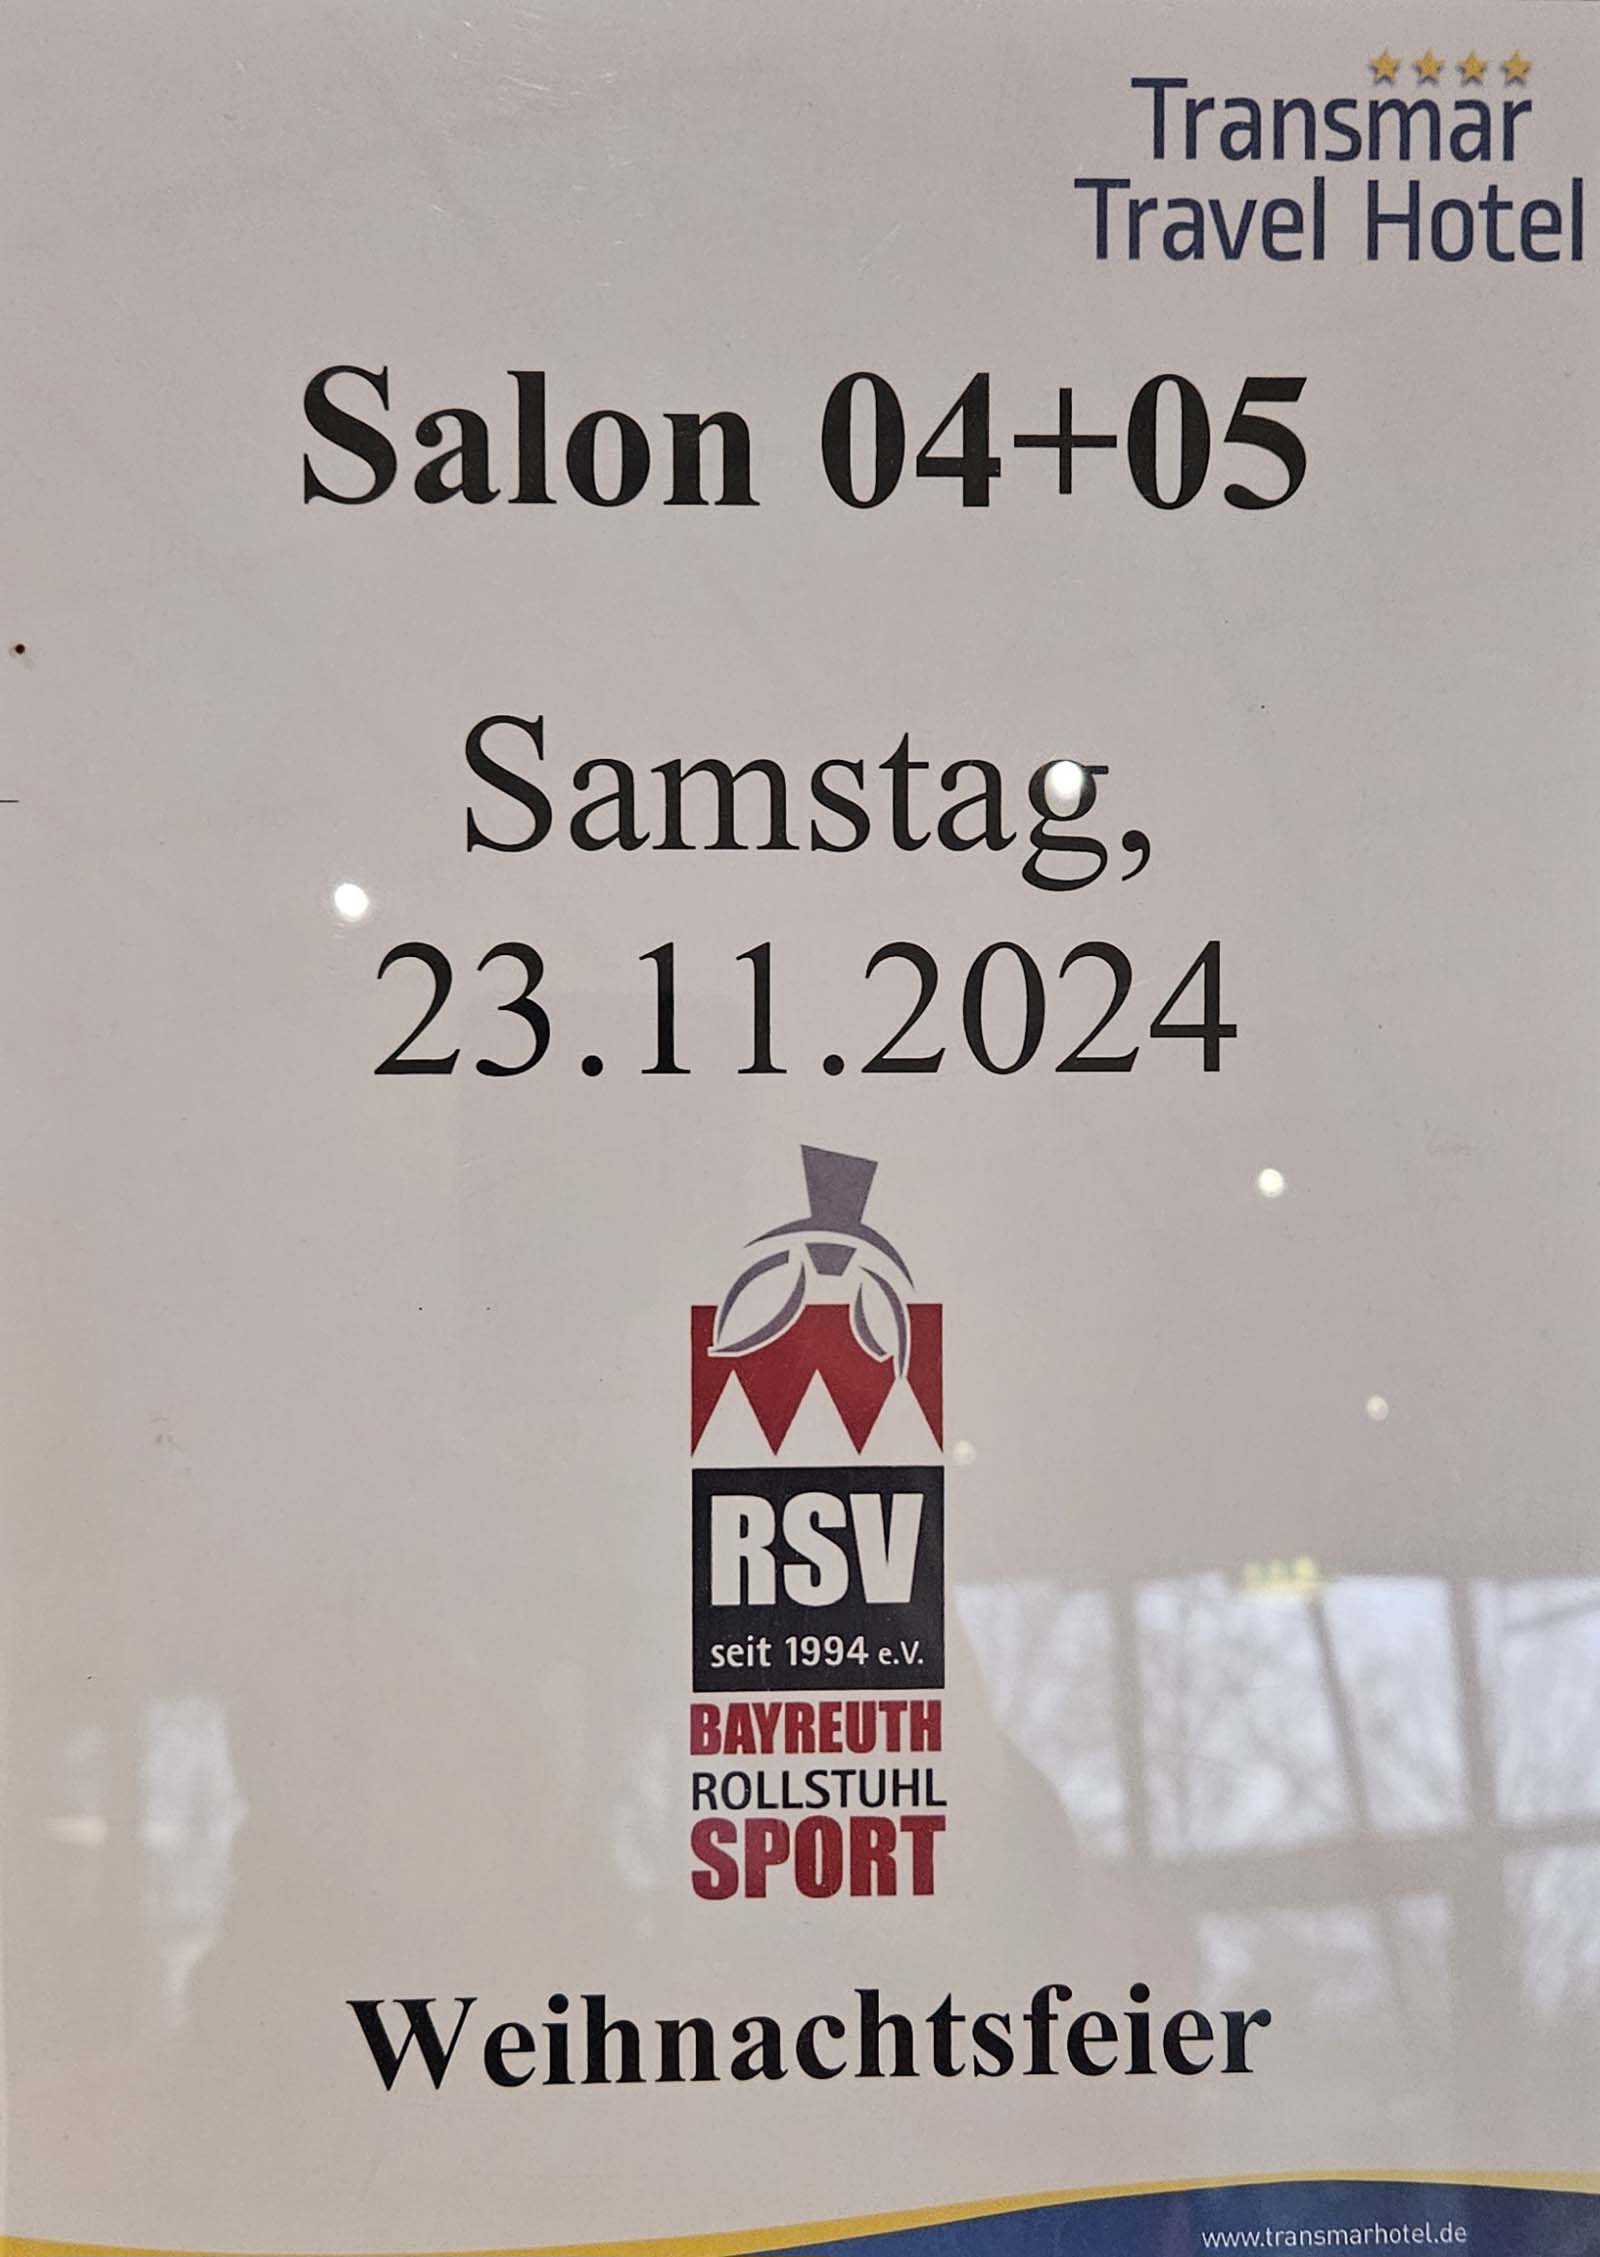 Transmar
Travel Hotel
Salon 04+05
Samstag,
23.11.2024
RSV
seit 1994 e.V.
BAYREUTH
ROLLSTUHL
SPORT
Weihnachtsfeier
www.transmarhotel.de